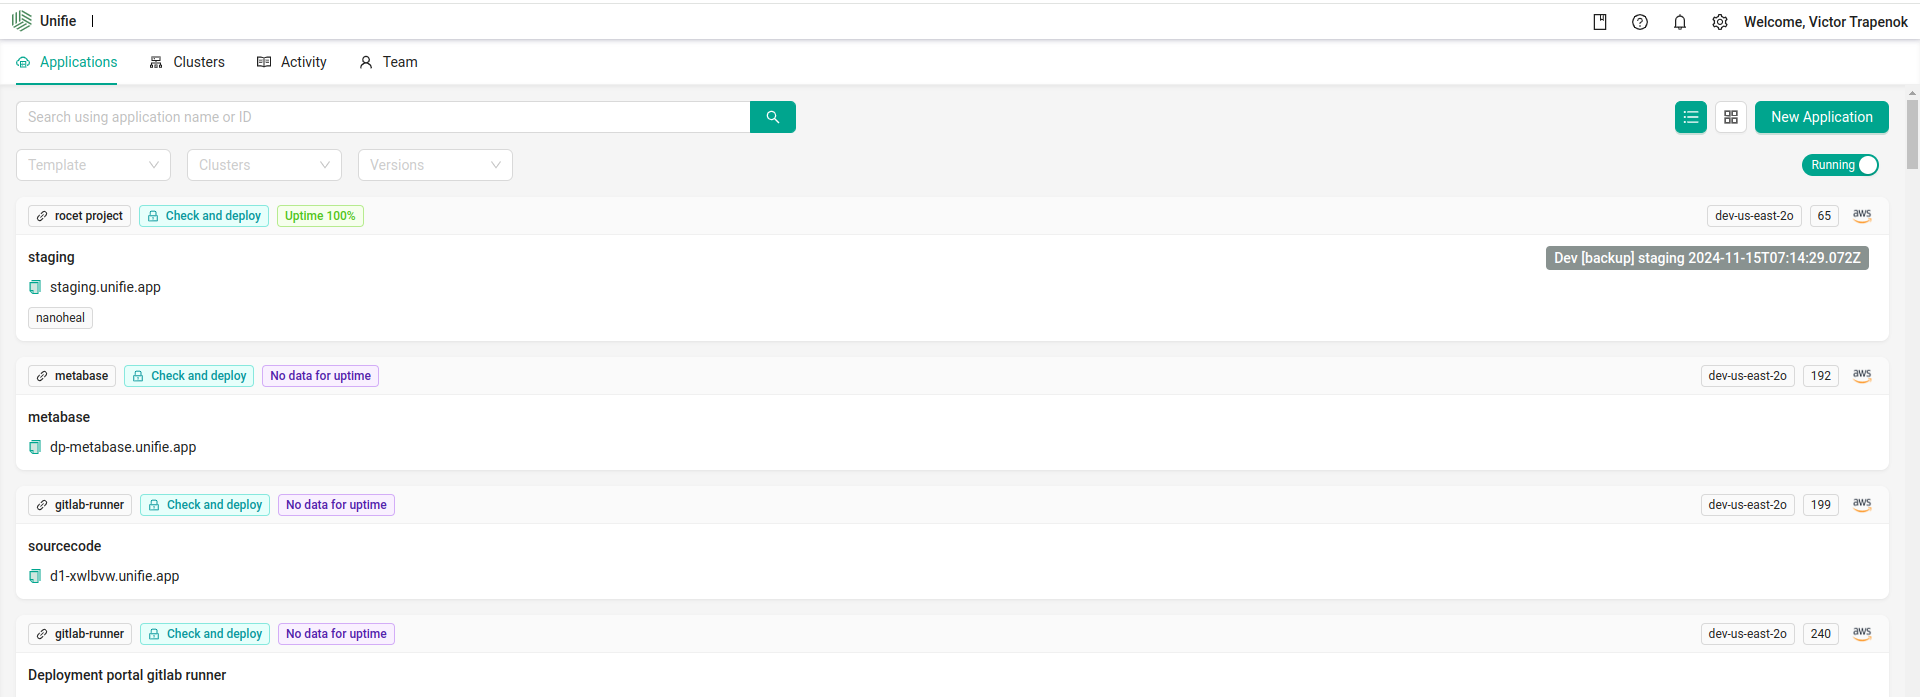 Unifie |
Welcome, Victor Trapenok
Applications Clusters Activity Team
Search using application name or ID
New Application
Template Clusters Versions
Running
rocet project Check and deploy Uptime 100% dev-us-east-2o 65 aws
staging
Dev [backup] staging 2024-11-15T07:14:29.072Z
staging.unifie.app
nanoheal
metabase Check and deploy No data for uptime dev-us-east-2o 192 aws
metabase
dp-metabase.unifie.app
gitlab-runner Check and deploy No data for uptime dev-us-east-2o 199 aws
sourcecode
d1-xwlbvw.unifie.app
gitlab-runner Check and deploy No data for uptime dev-us-east-2o 240 aws
Deployment portal gitlab runner